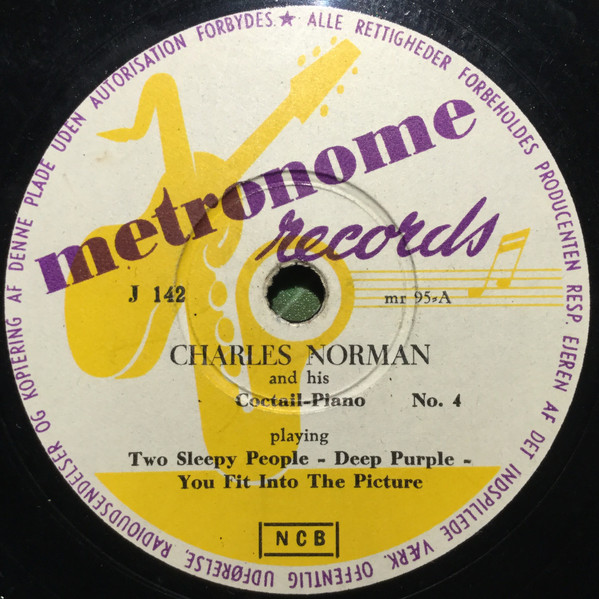 ★ ALLE RETTIGHEDER FORBEHOLDES PRODUCENTEN RESP. EJEREN AF DET INDSPILLEDE VÆRK. OFFENTLIG UDFØRELSE, RADIOUDSENDELSER OG KOPIERING AF DENNE PLADE UDEN AUTORISATION FORBYDES.
metronome
records
J 142 mr 95-A
CHARLES NORMAN
and his
Coctail-Piano No. 4
playing
Two Sleepy People - Deep Purple -
You Fit Into The Picture
NCB